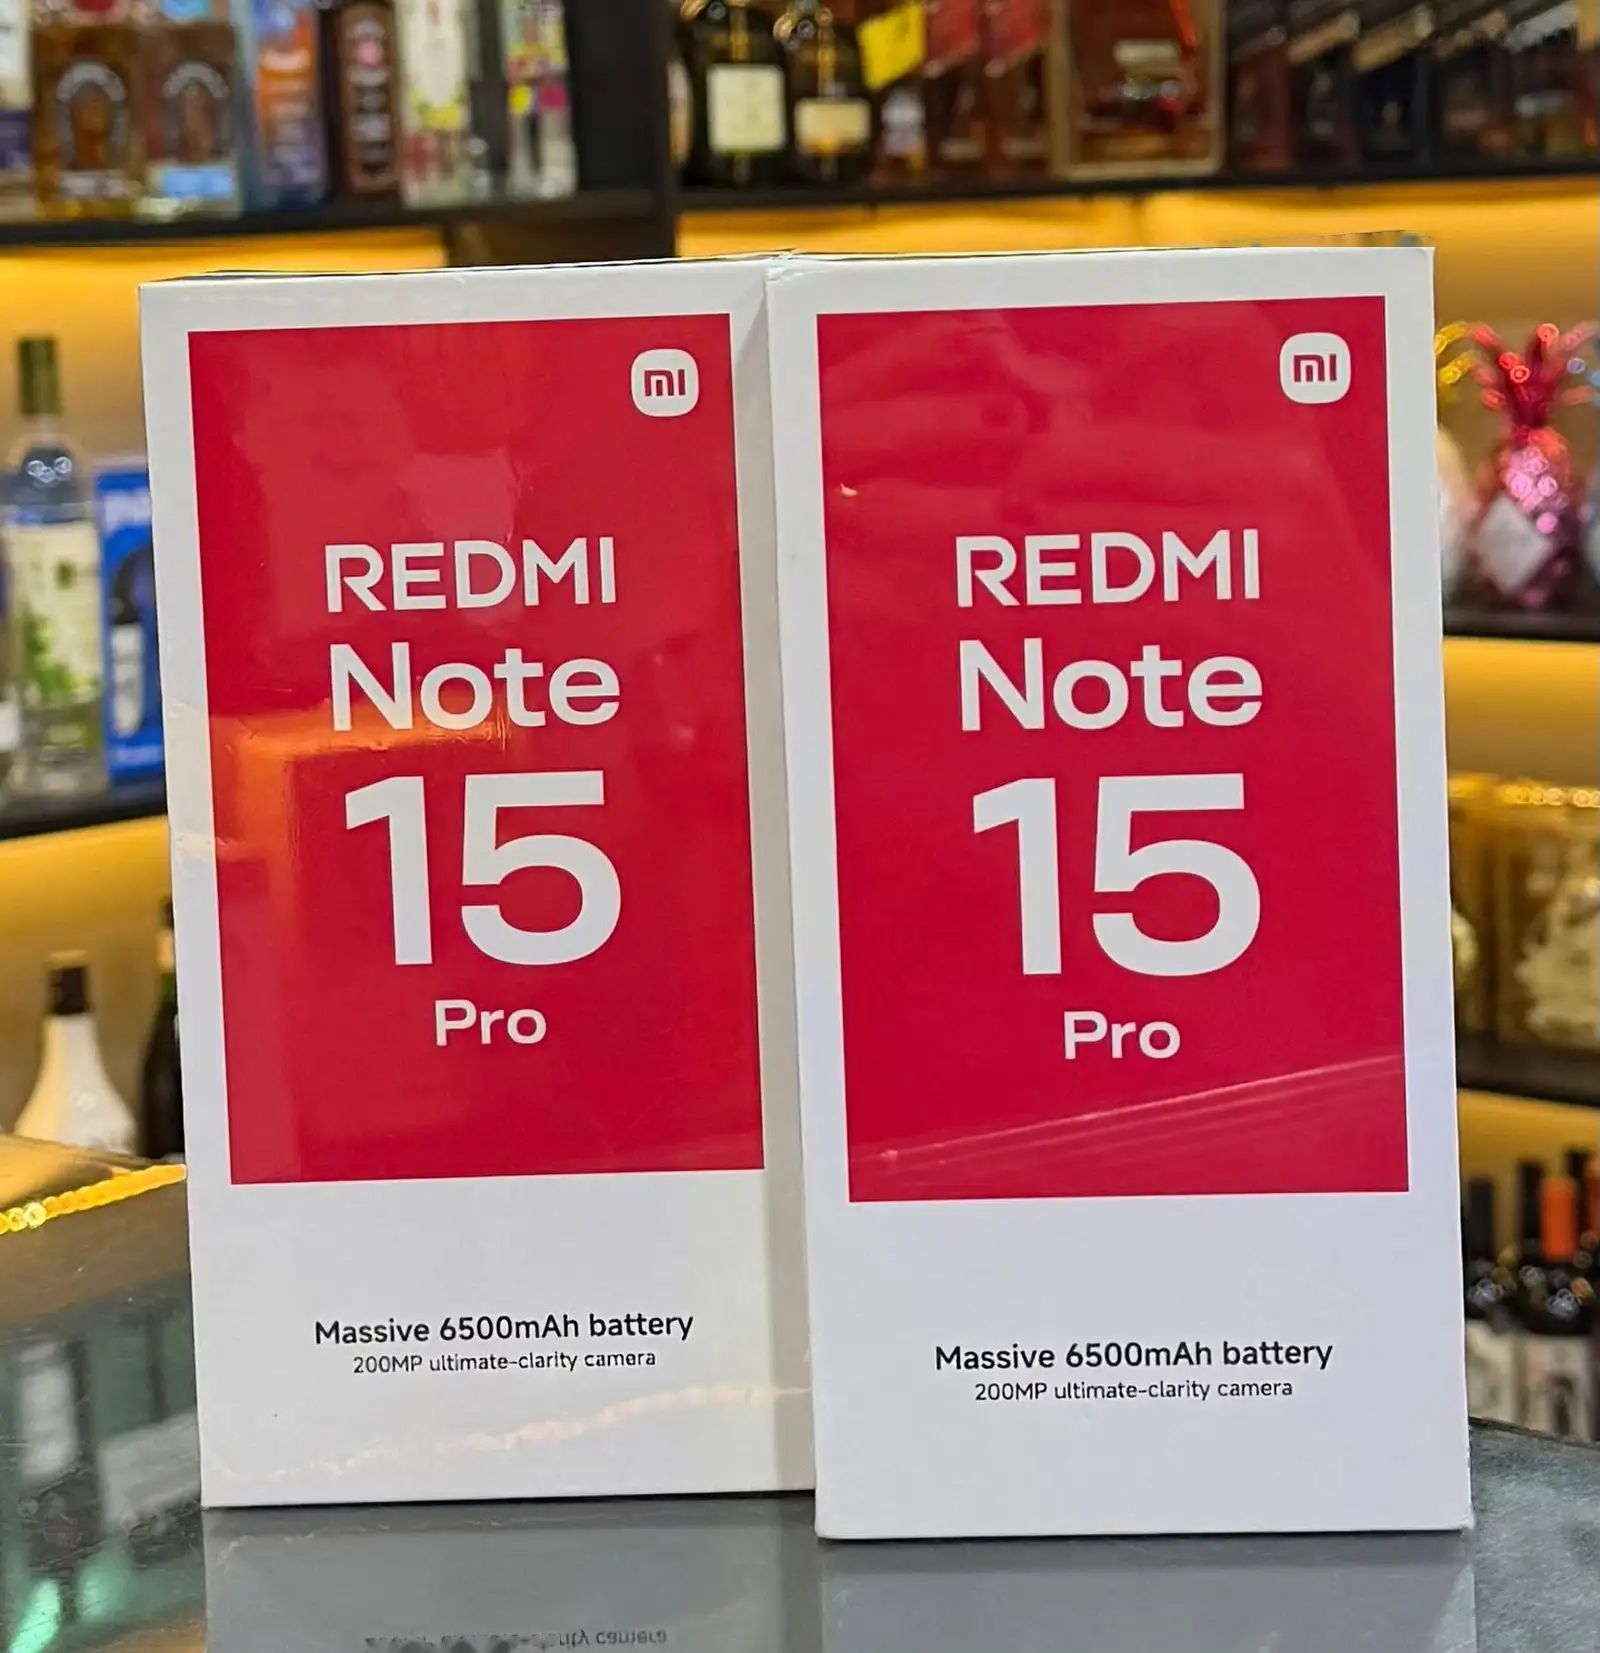 mi
REDMI
Note
15
Pro
Massive 6500mAh battery
200MP ultimate-clarity camera
mi
REDMI
Note
15
Pro
Massive 6500mAh battery
200MP ultimate-clarity camera